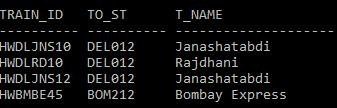 TRAIN_ID TO_ST T_NAME
---------- ---------- --------------------
HWDLJNS10 DEL012 Janashatabdi
HWDLRD10 DEL012 Rajdhani
HWDLJNS12 DEL012 Janashatabdi
HWBMBE45 BOM212 Bombay Express